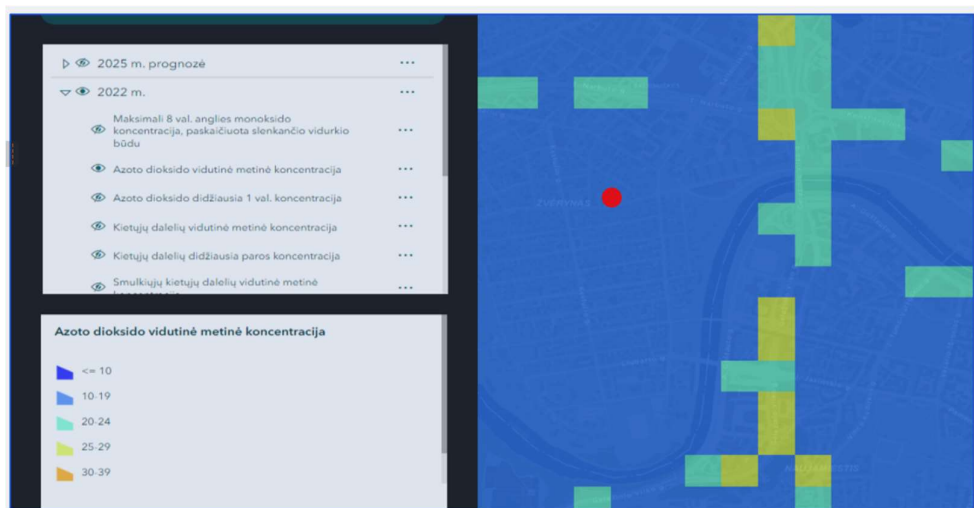 2025 m. prognozė
2022 m.
Maksimali 8 val. anglies monoksido
koncentracija, paskaičiuota slenkančio vidurkio
būdu
Azoto dioksido vidutinė metinė koncentracija
Azoto dioksido didžiausia 1 val. koncentracija
Kietųjų dalelių vidutinė metinė koncentracija
Kietųjų dalelių didžiausia paros koncentracija
Smulkiųjų kietųjų dalelių vidutinė metinė
Azoto dioksido vidutinė metinė koncentracija
<= 10
10-19
20-24
25-29
30-39
ŽVĖRYNAS
NAUJAMIESTIS